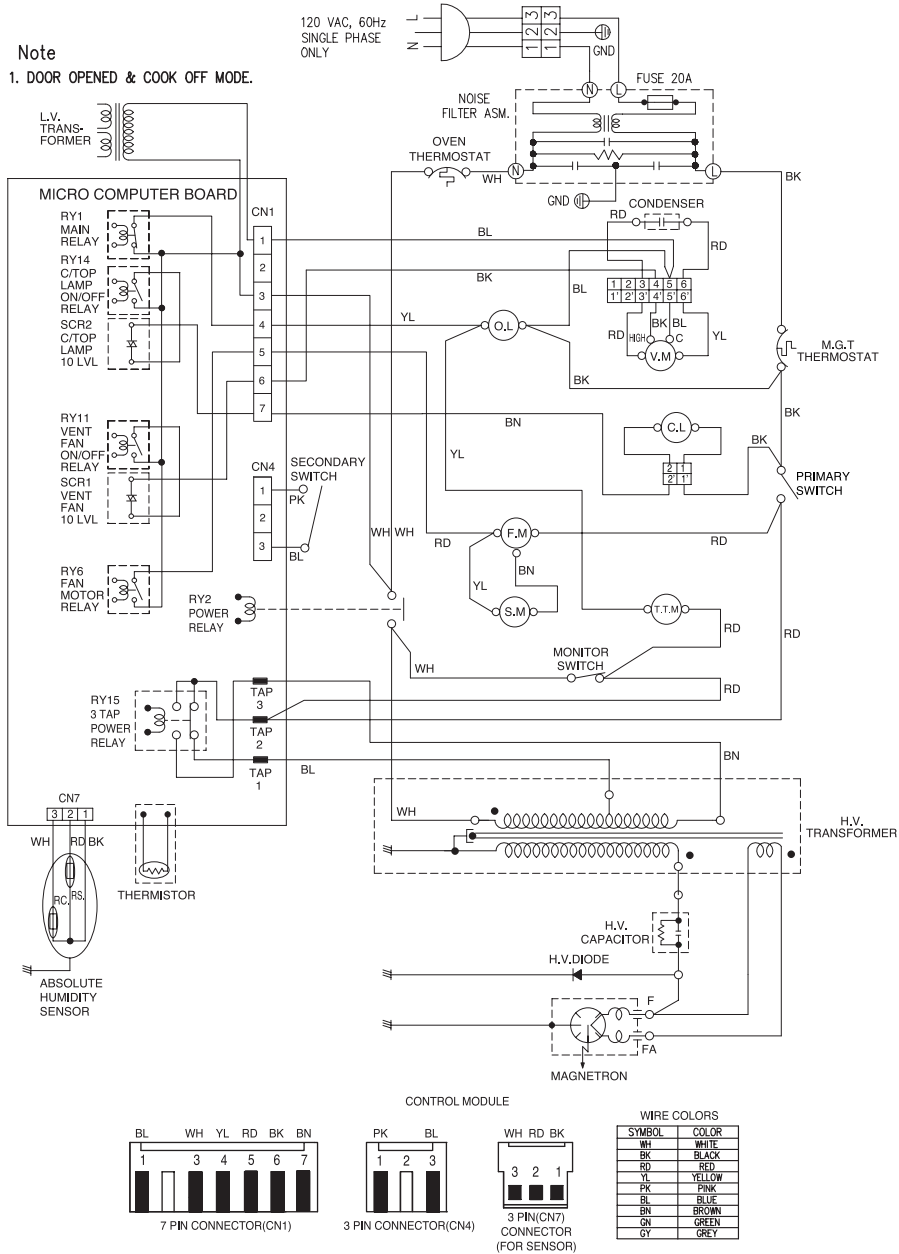 120 VAC, 60Hz
SINGLE PHASE
ONLY
L
N
3 3
2 2
1 1
GND
Note
1. DOOR OPENED & COOK OFF MODE.
N
L
FUSE 20A
NOISE
FILTER ASM.
L.V.
TRANS-
FORMER
OVEN
THERMOSTAT
WH
N
L
BK
GND
CONDENSER
RD
RD
MICRO COMPUTER BOARD
CN1
RY1
MAIN
RELAY
RY14
C/TOP
LAMP
ON/OFF
RELAY
SCR2
C/TOP
LAMP
10 LVL
1
2
3
4
5
6
7
BL
BK
YL
BL
1 2 3 4 5 6
1' 2' 3' 4' 5' 6'
RD
HIGH
BK
BL
C
YL
V.M
O.L
BK
M.G.T
THERMOSTAT
BK
BN
C.L
BK
2 1
2' 1'
PRIMARY
SWITCH
RY11
VENT
FAN
ON/OFF
RELAY
SCR1
VENT
FAN
10 LVL
CN4
1
2
3
SECONDARY
SWITCH
PK
BL
YL
WH WH
RD
F.M
RD
BN
YL
S.M
RY6
FAN
MOTOR
RELAY
RY2
POWER
RELAY
T.T.M
RD
RD
MONITOR
SWITCH
WH
RD
RY15
3 TAP
POWER
RELAY
TAP
3
TAP
2
TAP
1
BL
BN
CN7
3 2 1
WH RD BK
RC.
RS.
THERMISTOR
ABSOLUTE
HUMIDITY
SENSOR
WH
H.V.
TRANSFORMER
H.V.
CAPACITOR
H.V.DIODE
F
FA
MAGNETRON
CONTROL MODULE
BL WH YL RD BK BN
1 3 4 5 6 7
7 PIN CONNECTOR(CN1)
PK BL
1 2 3
3 PIN CONNECTOR(CN4)
WH RD BK
3 2 1
3 PIN(CN7)
CONNECTOR
(FOR SENSOR)
WIRE COLORS
SYMBOL COLOR
WH WHITE
BK BLACK
RD RED
YL YELLOW
PK PINK
BL BLUE
BN BROWN
GN GREEN
GY GREY